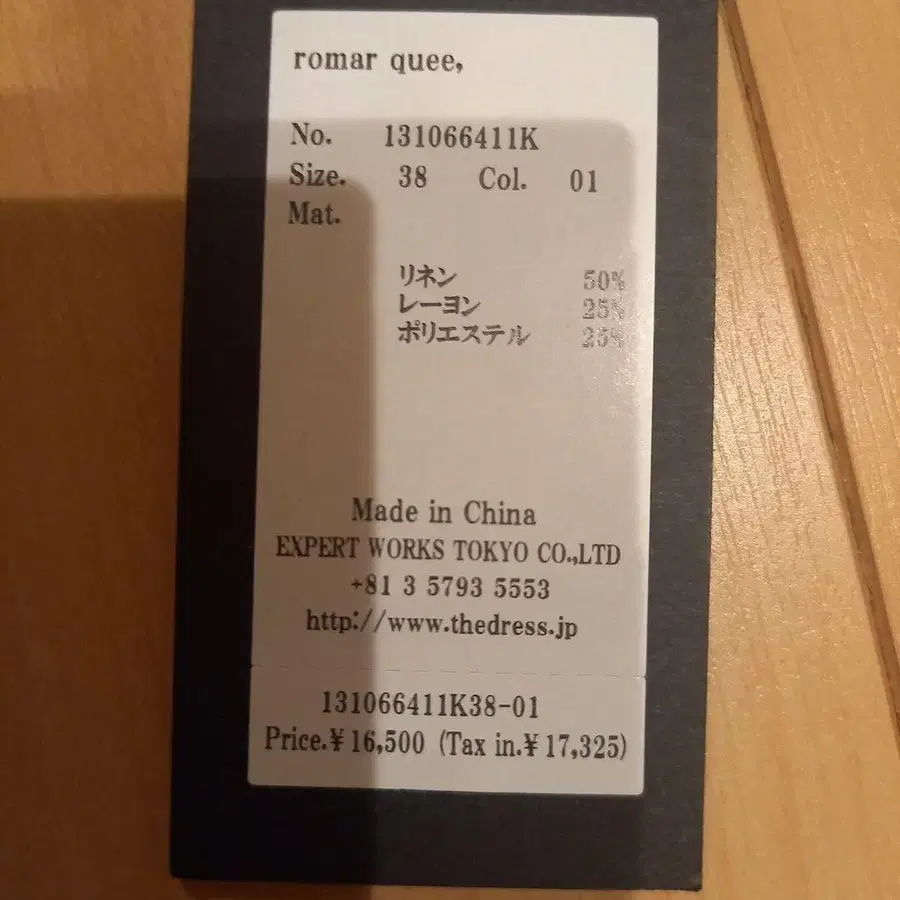 romar quee,
No. 131066411K
Size. 38 Col. 01
Mat.
リネン 50%
レーヨン 25%
ポリエステル 25%
Made in China
EXPERT WORKS TOKYO CO.,LTD
+81 3 5793 5553
http://www.thedress.jp
131066411K38-01
Price.¥16,500 (Tax in.¥17,325)